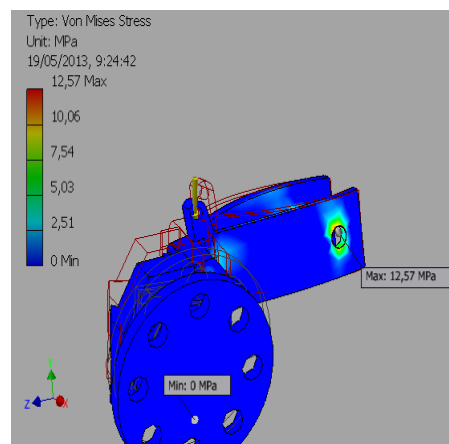 Type: Von Mises Stress
Unit: MPa
19/05/2013, 9:24:42
12,57 Max
10,06
7,54
5,03
2,51
0 Min
Max: 12,57 MPa
Min: 0 MPa
Y
Z
X